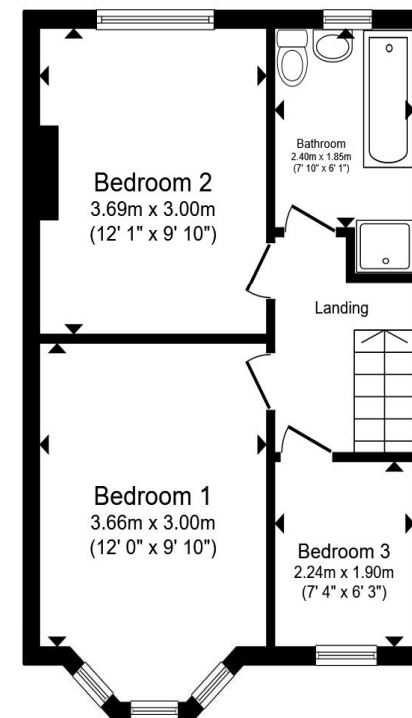 Bedroom 2
3.69m x 3.00m
(12' 1" x 9' 10")
Bathroom
2.40m x 1.85m
(7' 10" x 6' 1")
Landing
Bedroom 1
3.66m x 3.00m
(12' 0" x 9' 10")
Bedroom 3
2.24m x 1.90m
(7' 4" x 6' 3")